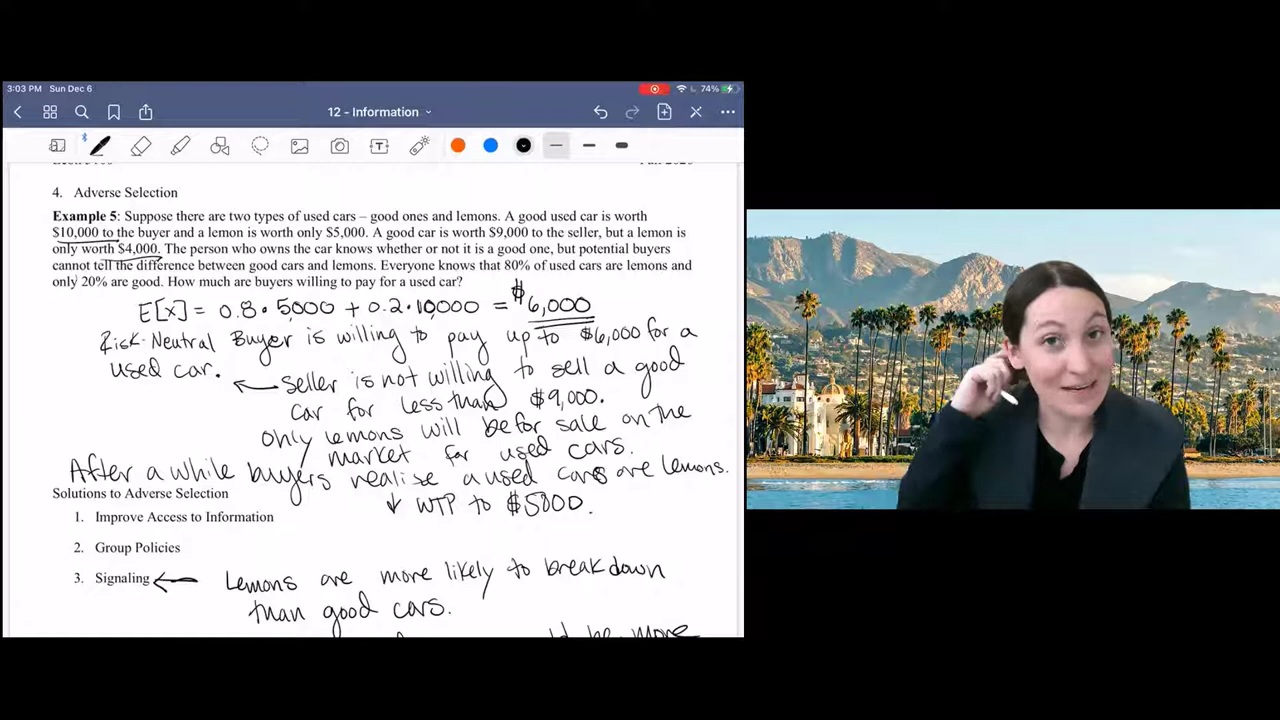 3:03 PM Sun Dec 6
74%
12 - Information
4. Adverse Selection
Example 5: Suppose there are two types of used cars – good ones and lemons. A good used car is worth
$10,000 to the buyer and a lemon is worth only $5,000. A good car is worth $9,000 to the seller, but a lemon is
only worth $4,000. The person who owns the car knows whether or not it is a good one, but potential buyers
cannot tell the difference between good cars and lemons. Everyone knows that 80% of used cars are lemons and
only 20% are good. How much are buyers willing to pay for a used car?
E[x] = 0.8 · 5,000 + 0.2 · 10,000 = $6,000
Risk-Neutral Buyer is willing to pay up to $6,000 for a
used car.
← seller is not willing to sell a good
car for less than $9,000.
only lemons will be for sale on the
market for used cars.
After a while buyers realise a used cars are lemons.
Solutions to Adverse Selection
↓ WTP to $5000.
1. Improve Access to Information
2. Group Policies
3. Signaling ← Lemons are more likely to break down
than good cars.
be more